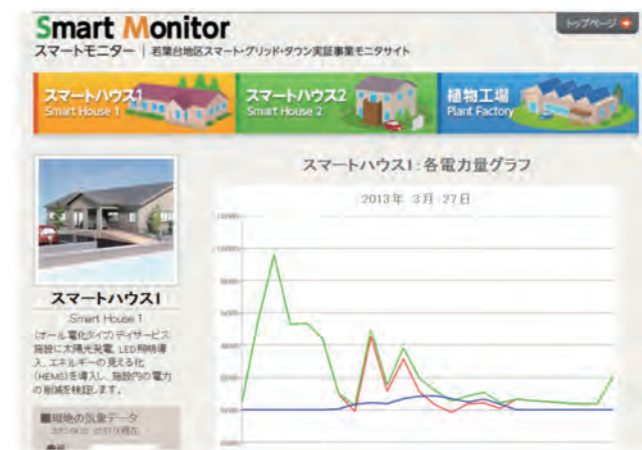 Smart Monitor
トップページ
スマートモニター | 若葉台地区スマート・グリッド・タウン実証事業モニタサイト
スマートハウス1
Smart House 1
スマートハウス2
Smart House 2
植物工場
Plant Factory
スマートハウス1:各電力量グラフ
2013年 3月 27日
スマートハウス1
Smart House 1
(オール電化タイプ)デイサービス
施設に太陽光発電、LED照明導
入、エネルギーの見える化
(HEMS)を導入し、施設内の電力
の削減を検証します。
■現地の気象データ